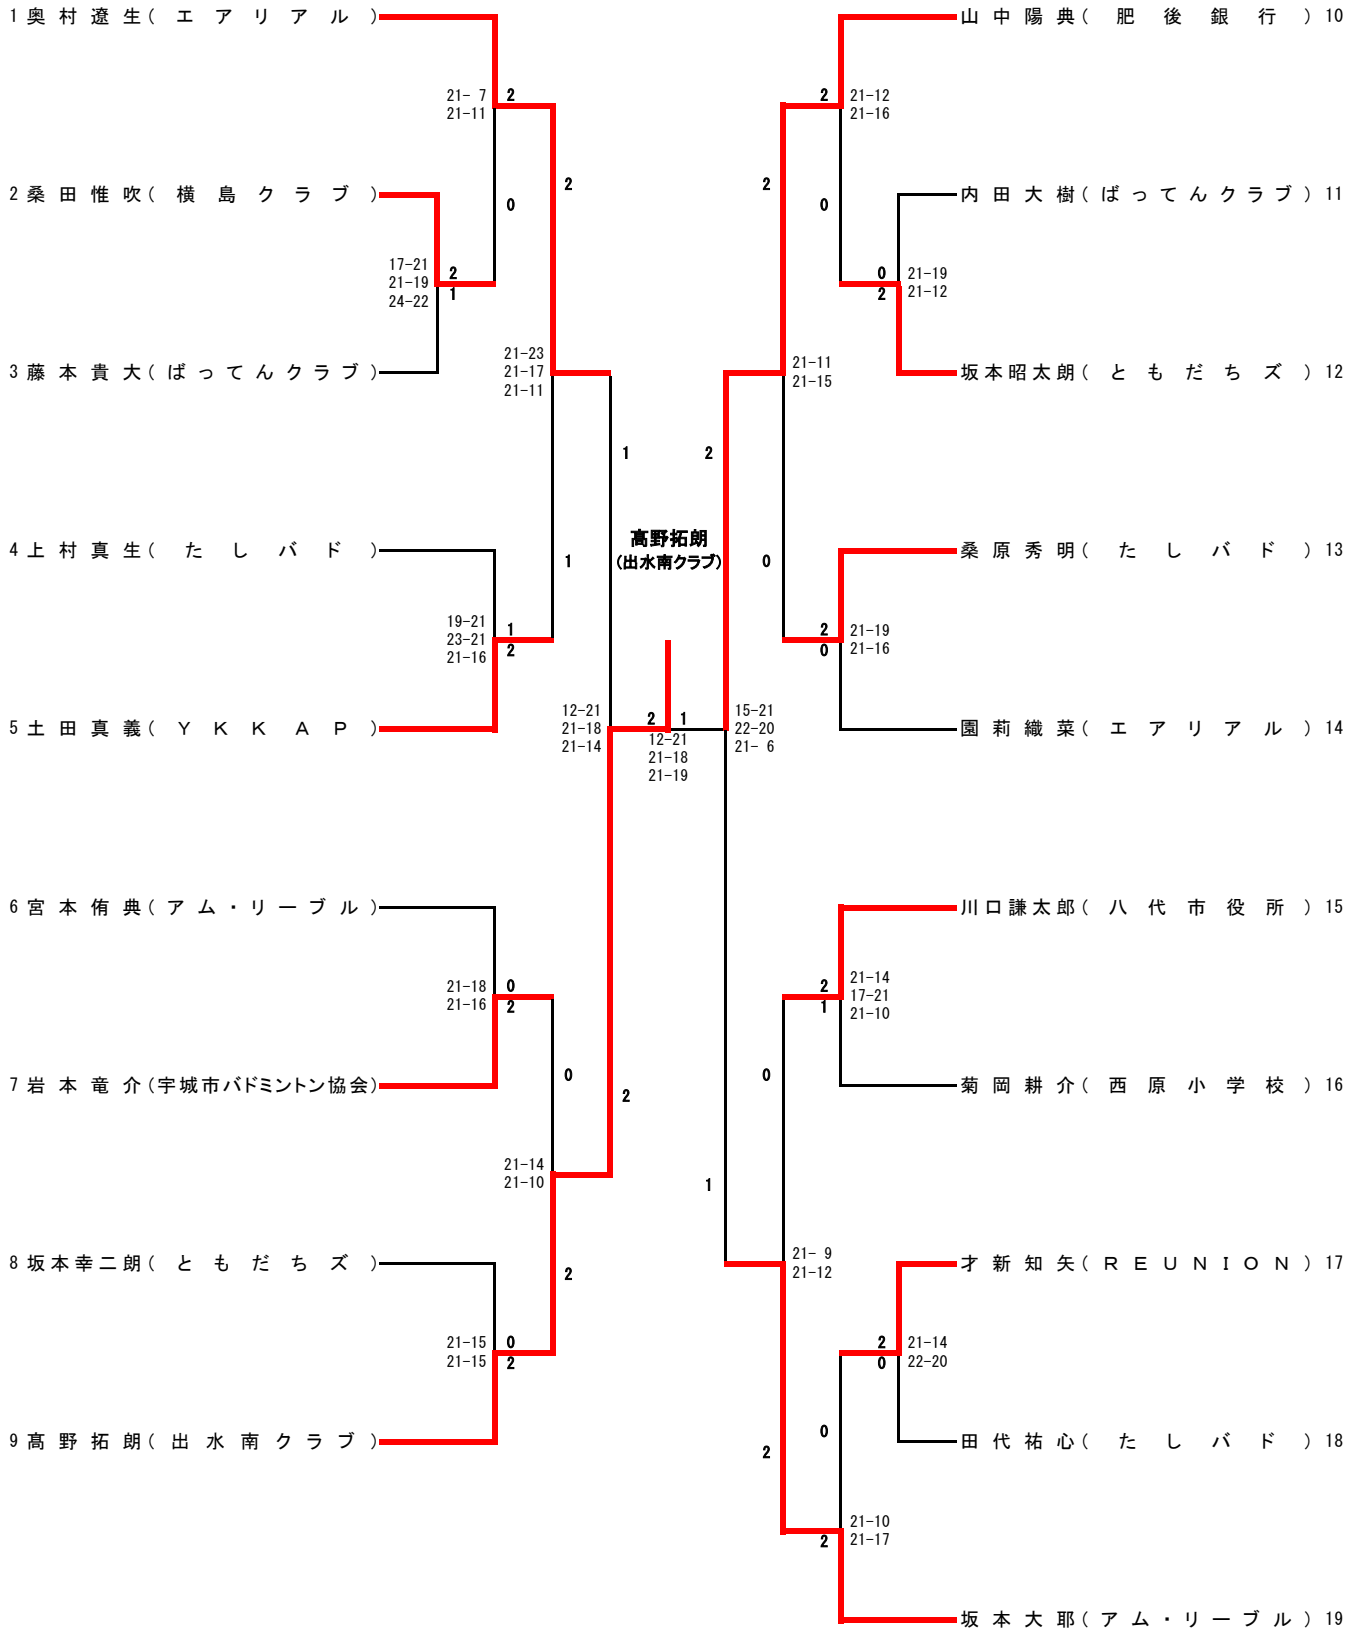 1 奥村遼生(エアリアル)
山中陽典(肥後銀行) 10
21- 7 2
21-11
2 21-12
21-16
2
2
2 桑田惟吹(横島クラブ)
内田大樹(ばってんクラブ) 11
0
0
17-21
21-19 2
24-22 1
0 21-19
2 21-12
3 藤本貴大(ばってんクラブ)
坂本昭太朗(ともだちズ) 12
21-23
21-17
21-11
21-11
21-15
1
2
髙野拓朗
(出水南クラブ)
4 上村真生(たしバド)
桑原秀明(たしバド) 13
1
0
19-21
23-21 1
21-16 2
2 21-19
0 21-16
5 土田真義(YKKAP)
園莉織菜(エアリアル) 14
12-21
21-18
21-14
2 1
12-21
21-18
21-19
15-21
22-20
21- 6
6 宮本侑典(アム・リーブル)
川口謙太郎(八代市役所) 15
21-18 0
21-16 2
2 21-14
17-21
1 21-10
7 岩本竜介(宇城市バドミントン協会)
菊岡耕介(西原小学校) 16
0
2
0
21-14
21-10
1
8 坂本幸二朗(ともだちズ)
才新知矢(REUNION) 17
2
21- 9
21-12
21-15 0
21-15 2
2 21-14
0 22-20
9 髙野拓朗(出水南クラブ)
田代祐心(たしバド) 18
0
2
21-10
2 21-17
坂本大耶(アム・リーブル) 19